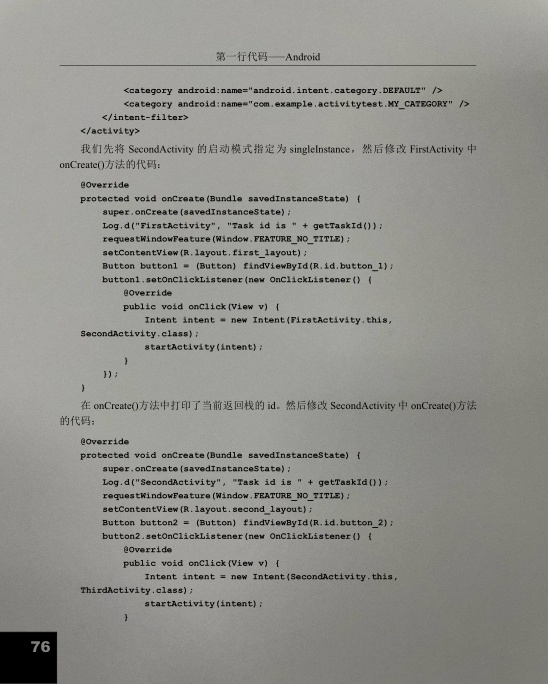 第一行代码——Android
<category android:name="android.intent.category.DEFAULT" />
<category android:name="com.example.activitytest.MY_CATEGORY" />
</intent-filter>
</activity>
我们先将 SecondActivity 的启动模式指定为 singleInstance，然后修改 FirstActivity 中
onCreate()方法的代码：
@Override
protected void onCreate(Bundle savedInstanceState) {
super.onCreate(savedInstanceState);
Log.d("FirstActivity", "Task id is " + getTaskId());
requestWindowFeature(Window.FEATURE_NO_TITLE);
setContentView(R.layout.first_layout);
Button button1 = (Button) findViewById(R.id.button_1);
button1.setOnClickListener(new OnClickListener() {
@Override
public void onClick(View v) {
Intent intent = new Intent(FirstActivity.this,
SecondActivity.class);
startActivity(intent);
}
});
}
在 onCreate()方法中打印了当前返回栈的 id。然后修改 SecondActivity 中 onCreate()方法
的代码：
@Override
protected void onCreate(Bundle savedInstanceState) {
super.onCreate(savedInstanceState);
Log.d("SecondActivity", "Task id is " + getTaskId());
requestWindowFeature(Window.FEATURE_NO_TITLE);
setContentView(R.layout.second_layout);
Button button2 = (Button) findViewById(R.id.button_2);
button2.setOnClickListener(new OnClickListener() {
@Override
public void onClick(View v) {
Intent intent = new Intent(SecondActivity.this,
ThirdActivity.class);
startActivity(intent);
}
76